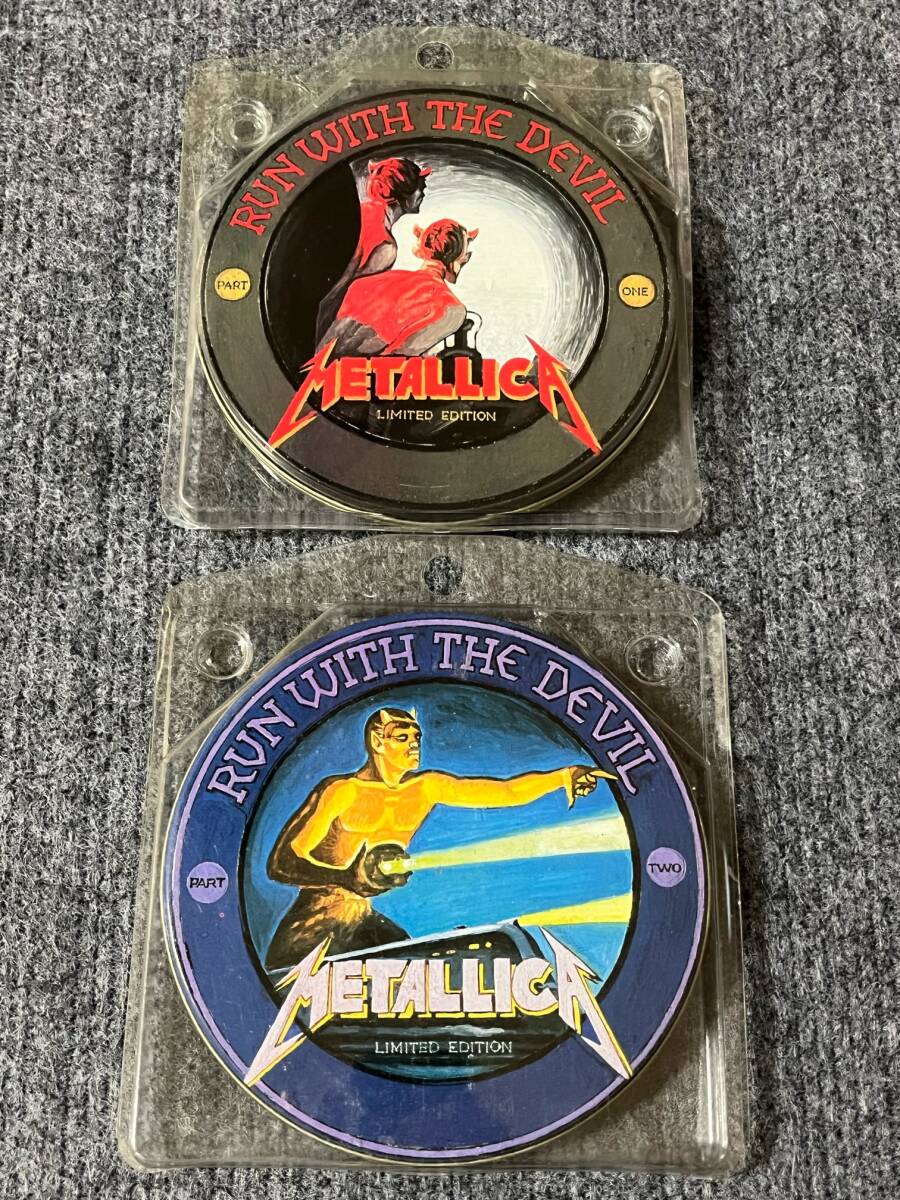 RUN WITH THE DEVIL
PART
ONE
METALLICA
LIMITED EDITION
RUN WITH THE DEVIL
PART
TWO
METALLICA
LIMITED EDITION